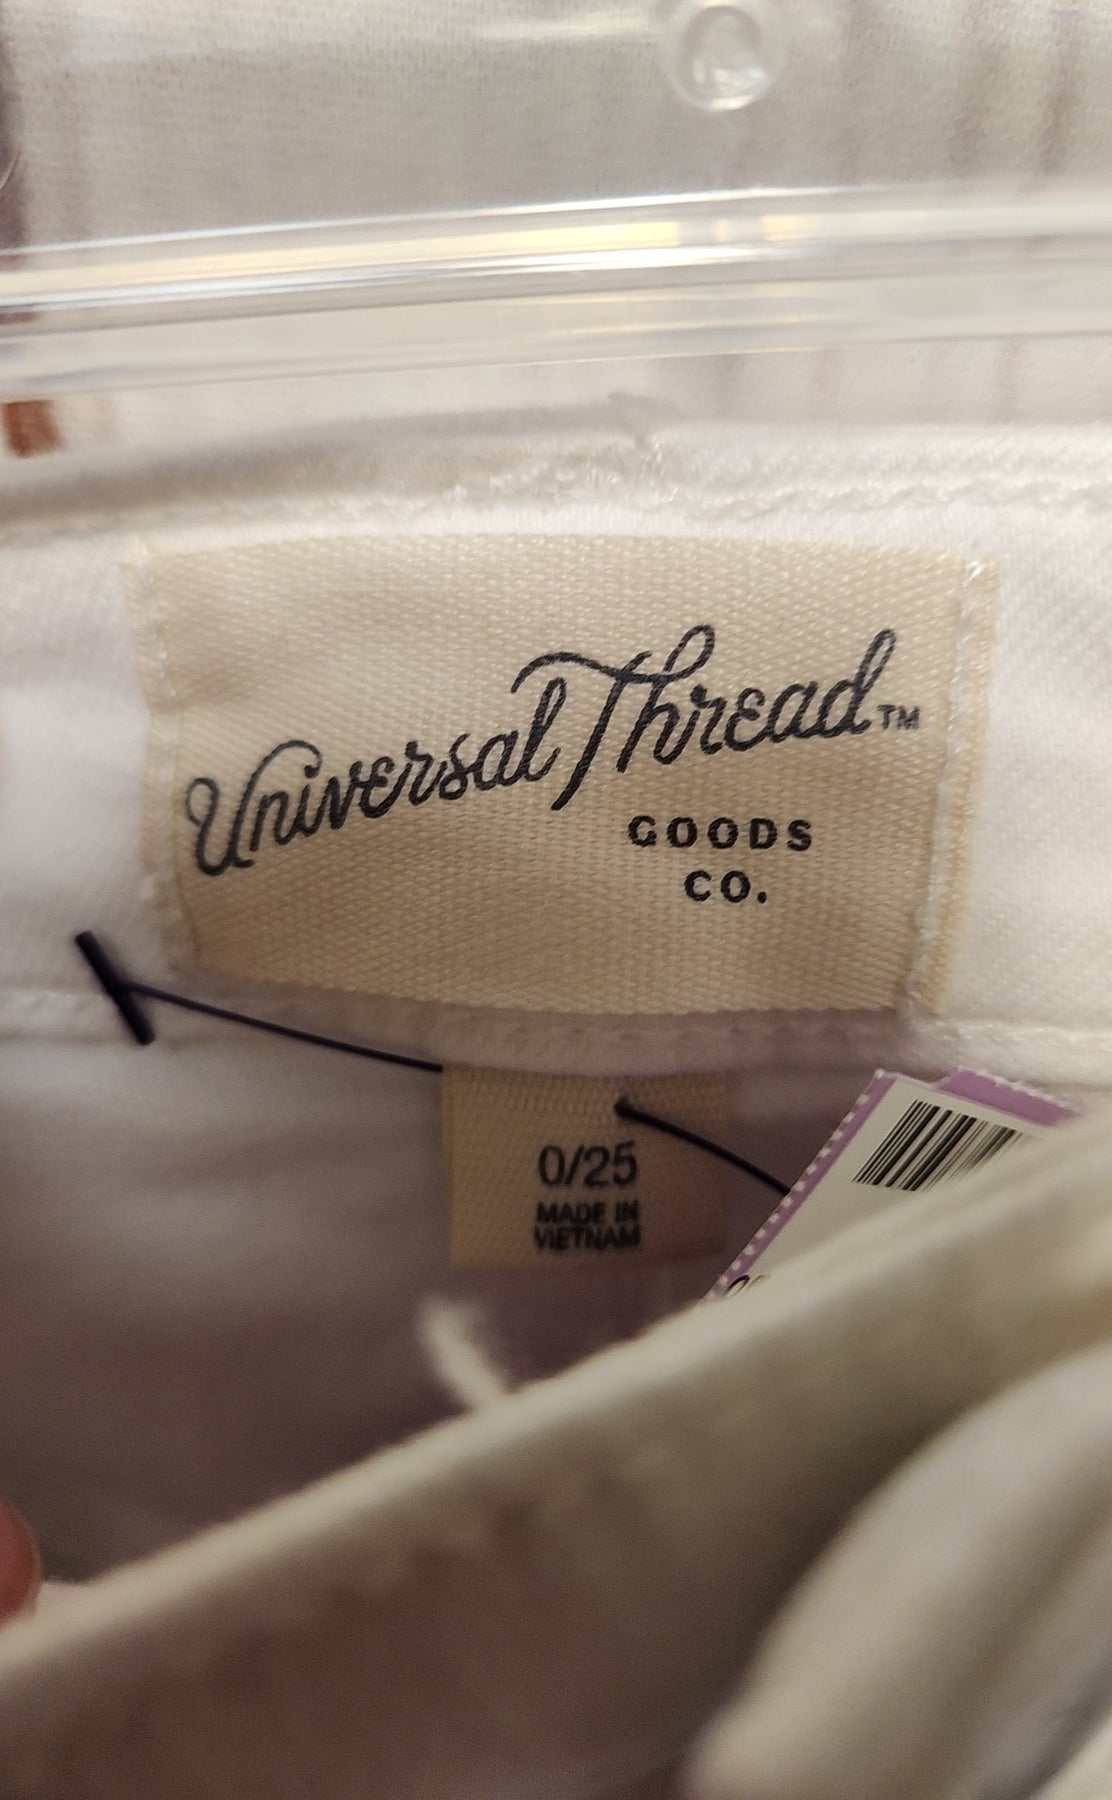 Universal Thread™
GOODS
CO.
0/25
MADE IN
VIETNAM